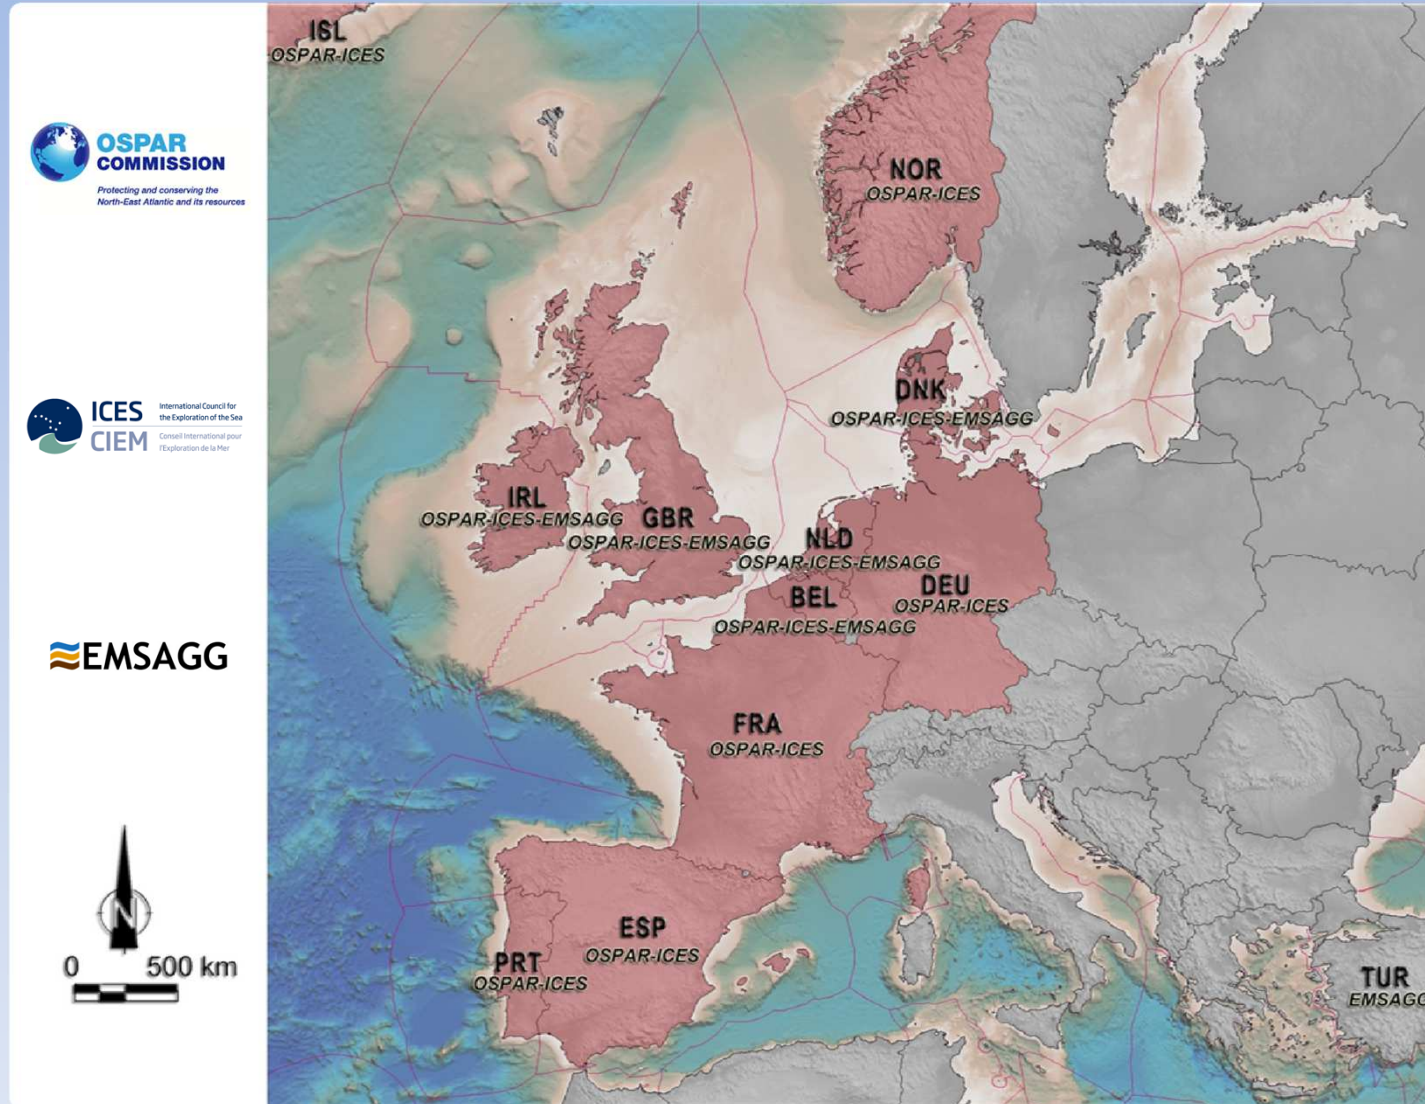 OSPAR
COMMISSION
Protecting and conserving the
North-East Atlantic and its resources
ICES
CIEM
International Council for
the Exploration of the Sea
Conseil International pour
l'Exploration de la Mer
EMSAGG
N
0 500 km
ISL
OSPAR-ICES
NOR
OSPAR-ICES
DNK
OSPAR-ICES-EMSAGG
IRL
OSPAR-ICES-EMSAGG
GBR
OSPAR-ICES-EMSAGG
NLD
OSPAR-ICES-EMSAGG
BEL
OSPAR-ICES-EMSAGG
DEU
OSPAR-ICES
FRA
OSPAR-ICES
ESP
OSPAR-ICES
PRT
OSPAR-ICES
TUR
EMSAGG